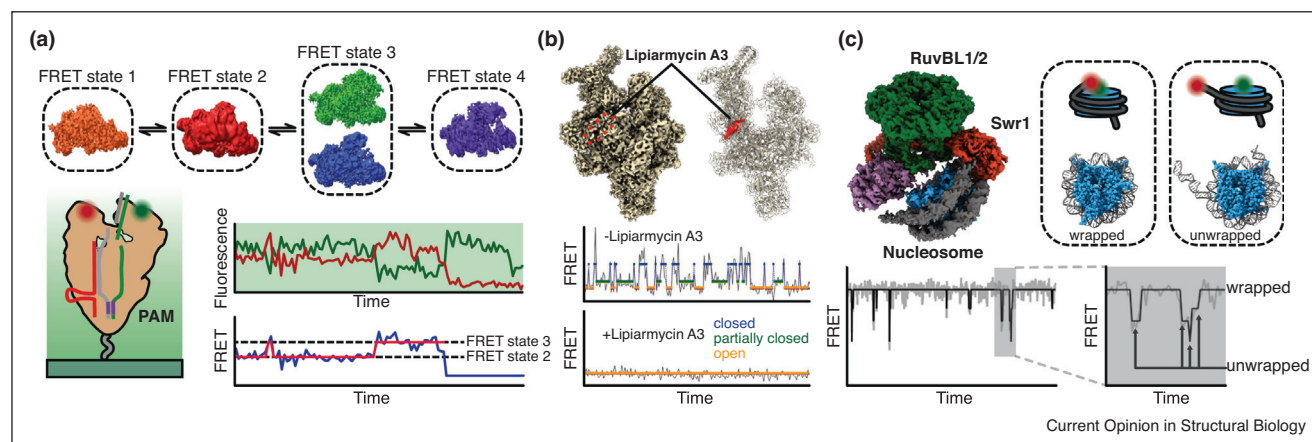 (a)
FRET state 3
FRET state 1
FRET state 2
FRET state 4
PAM
Fluorescence
Time
FRET
FRET state 3
FRET state 2
Time
(b)
Lipiarmycin A3
-Lipiarmycin A3
FRET
closed
partially closed
open
+Lipiarmycin A3
FRET
Time
(c)
RuvBL1/2
Swr1
Nucleosome
wrapped
unwrapped
FRET
Time
FRET
wrapped
unwrapped
Time
Current Opinion in Structural Biology